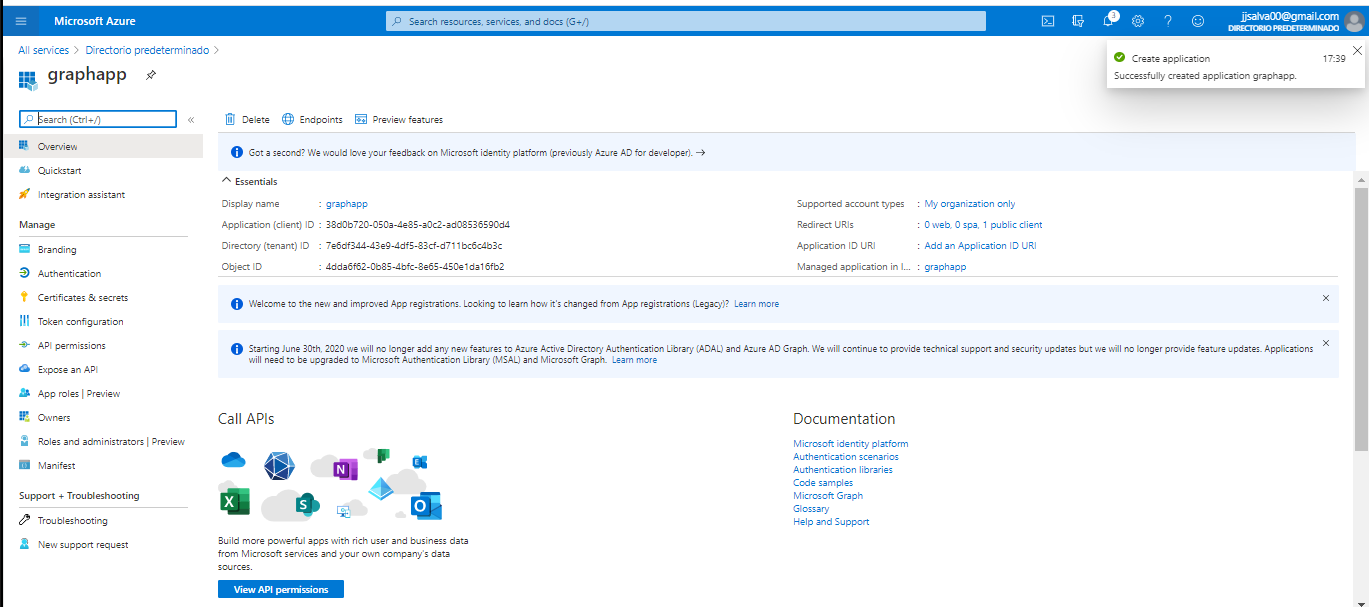 Microsoft Azure
Search resources, services, and docs (G+/)
3
jjsalva00@gmail.com
DIRECTORIO PREDETERMINADO
All services > Directorio predeterminado >
graphapp
Create application 17:39
Successfully created application graphapp.
Search (Ctrl+/)
«
Delete Endpoints Preview features
Overview
Quickstart
Integration assistant
Manage
Branding
Authentication
Certificates & secrets
Token configuration
API permissions
Expose an API
App roles | Preview
Owners
Roles and administrators | Preview
Manifest
Support + Troubleshooting
Troubleshooting
New support request
Got a second? We would love your feedback on Microsoft identity platform (previously Azure AD for developer). →
Essentials
Display name : graphapp
Application (client) ID : 38d0b720-050a-4e85-a0c2-ad08536590d4
Directory (tenant) ID : 7e6df344-43e9-4df5-83cf-d711bc6c4b3c
Object ID : 4dda6f62-0b85-4bfc-8e65-450e1da16fb2
Supported account types : My organization only
Redirect URIs : 0 web, 0 spa, 1 public client
Application ID URI : Add an Application ID URI
Managed application in l... : graphapp
Welcome to the new and improved App registrations. Looking to learn how it's changed from App registrations (Legacy)? Learn more
Starting June 30th, 2020 we will no longer add any new features to Azure Active Directory Authentication Library (ADAL) and Azure AD Graph. We will continue to provide technical support and security updates but we will no longer provide feature updates. Applications
will need to be upgraded to Microsoft Authentication Library (MSAL) and Microsoft Graph. Learn more
Call APIs
N
E
X
S
O
Build more powerful apps with rich user and business data
from Microsoft services and your own company's data
sources.
View API permissions
Documentation
Microsoft identity platform
Authentication scenarios
Authentication libraries
Code samples
Microsoft Graph
Glossary
Help and Support